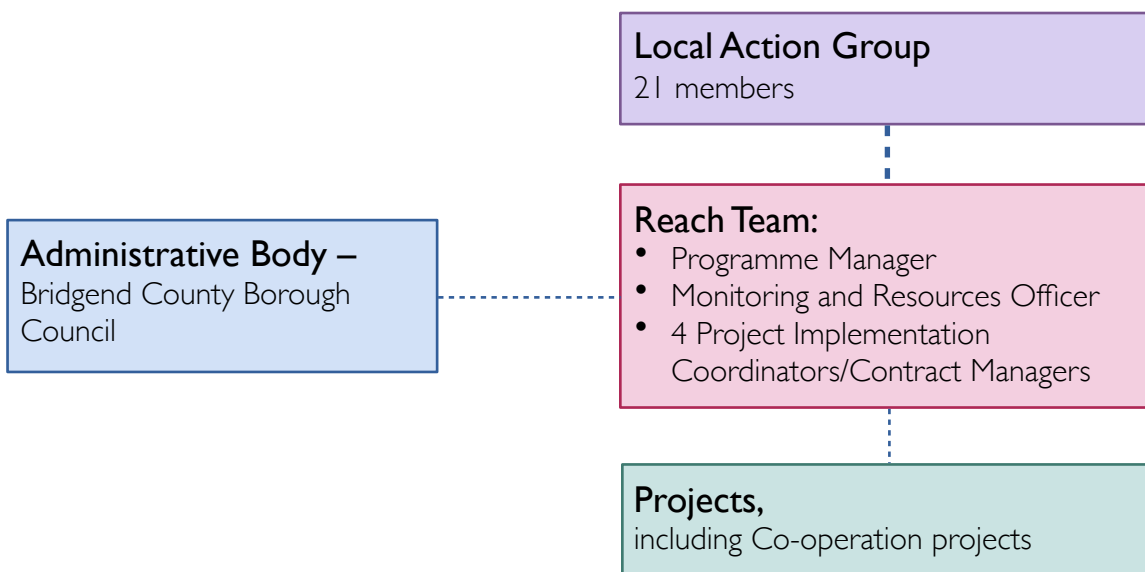 Local Action Group
21 members
Administrative Body –
Bridgend County Borough
Council
Reach Team:
• Programme Manager
• Monitoring and Resources Officer
• 4 Project Implementation
Coordinators/Contract Managers
Projects,
including Co-operation projects